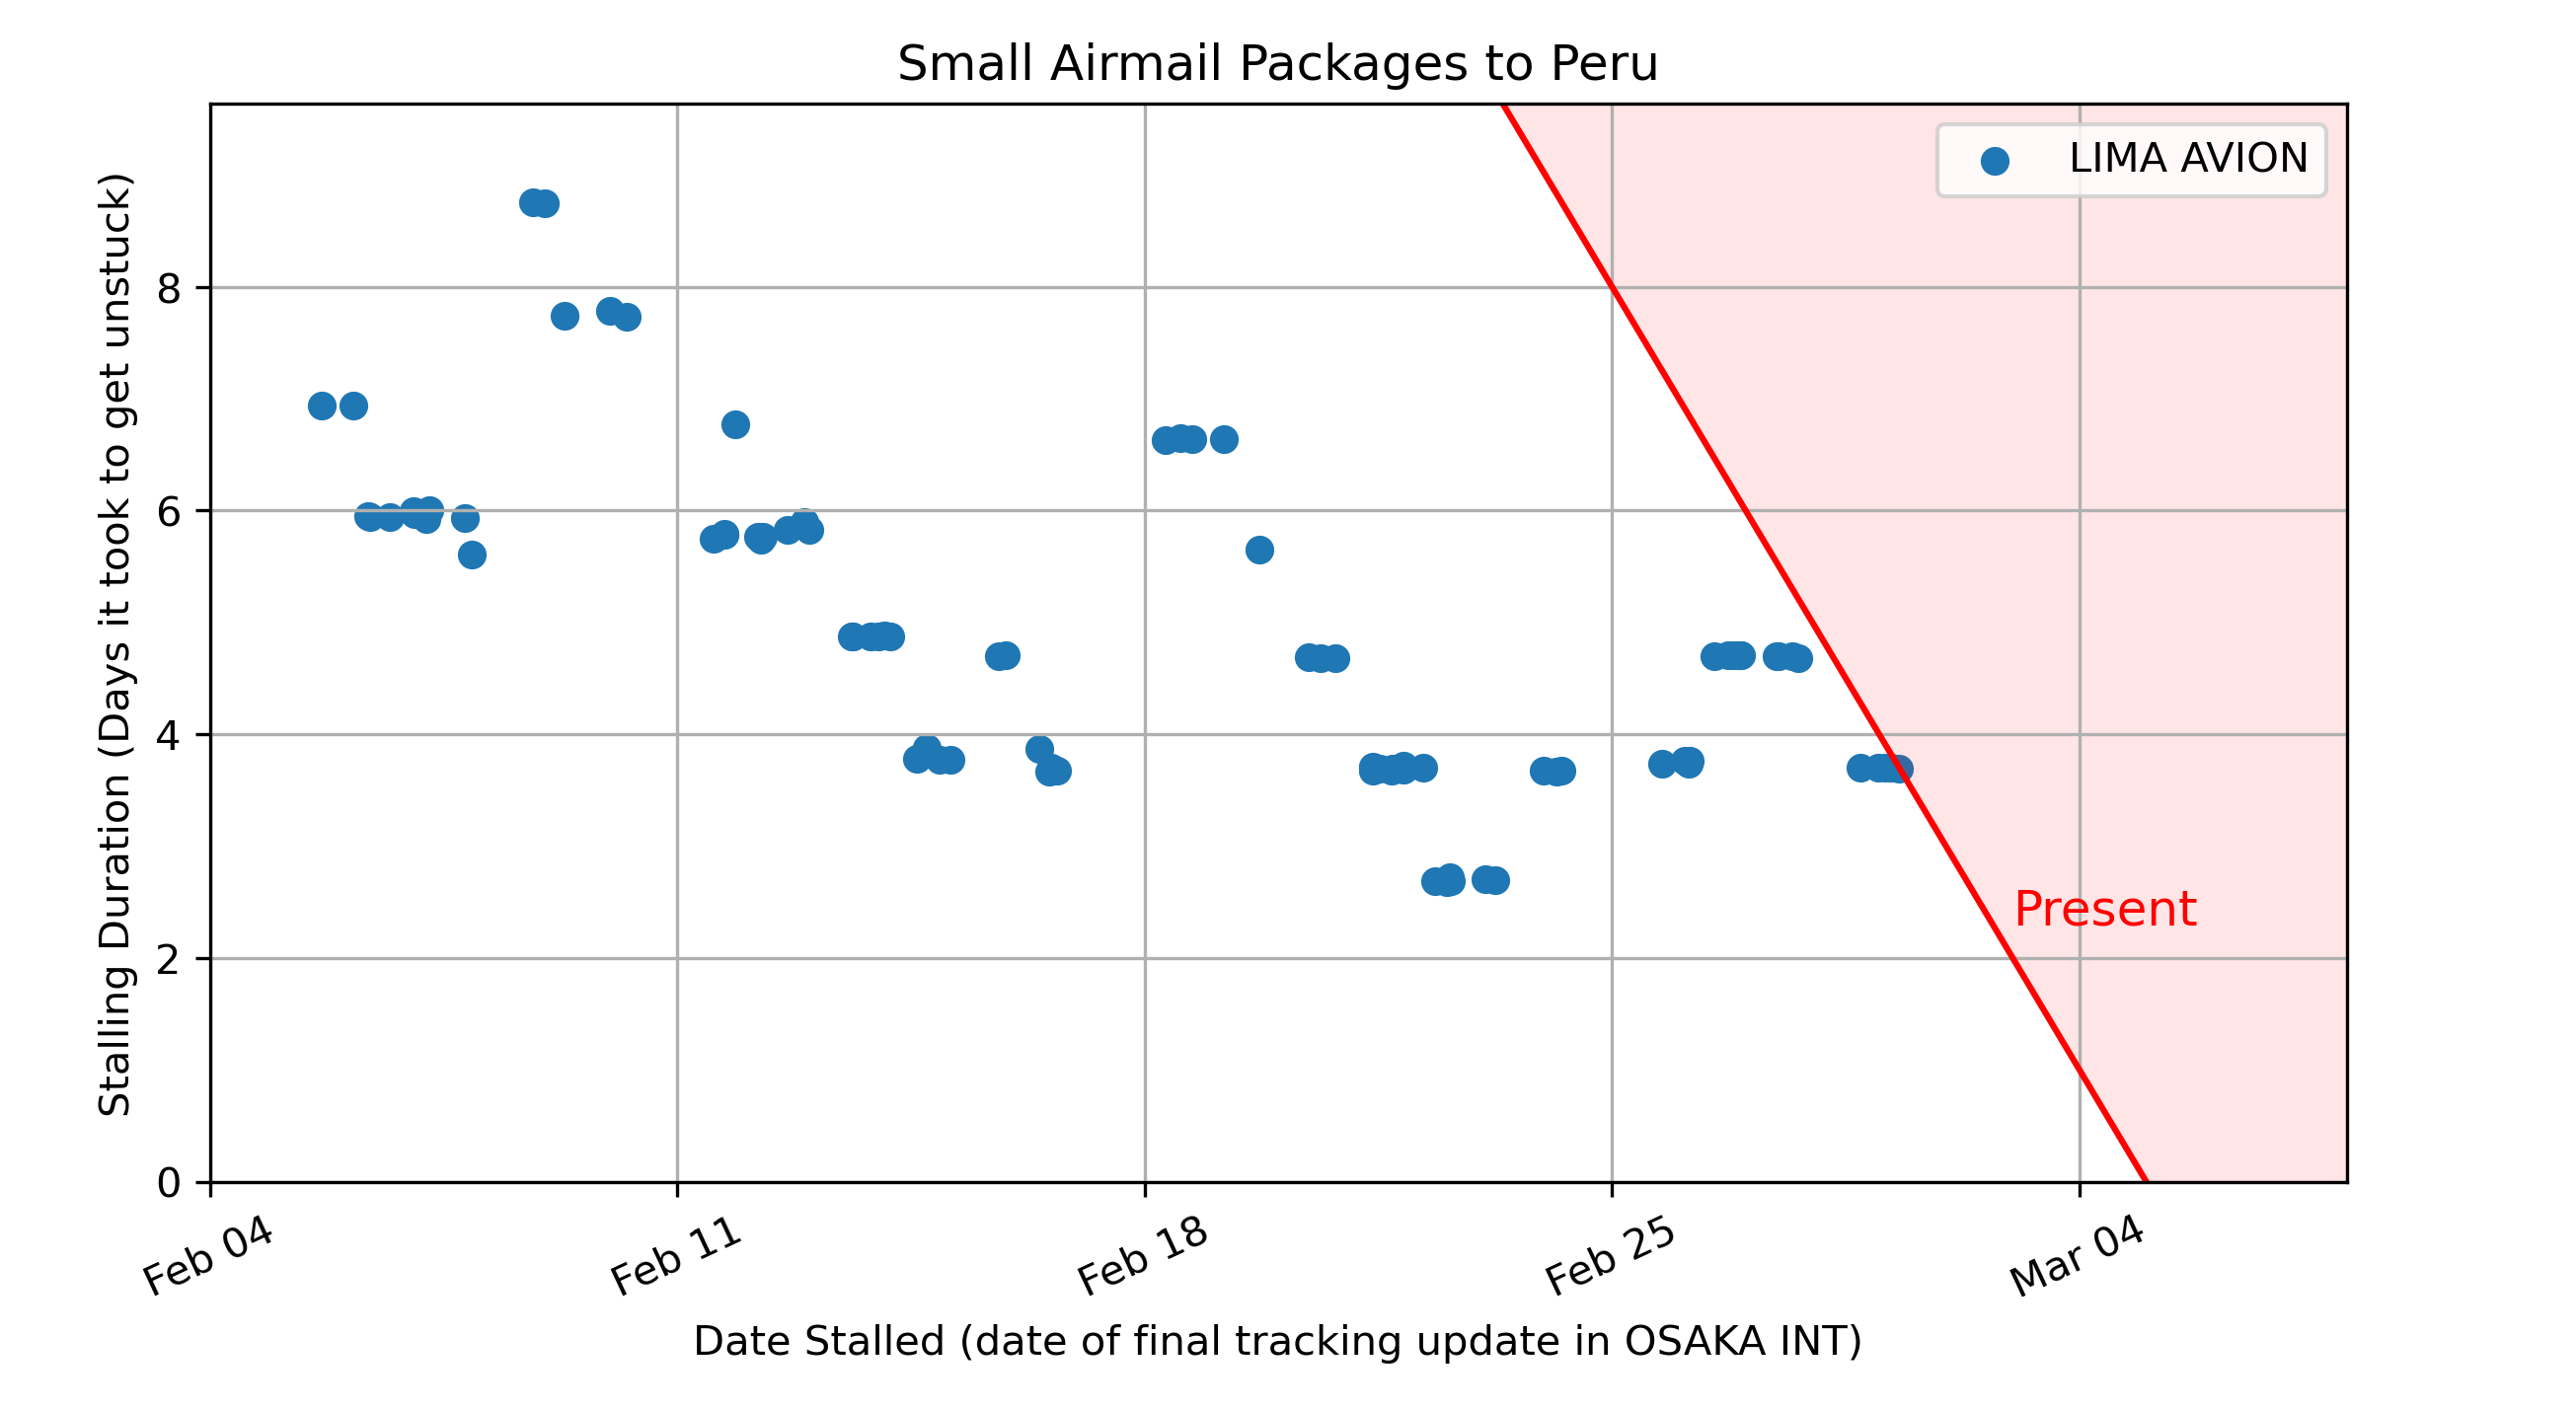 Small Airmail Packages to Peru
LIMA AVION
Stalling Duration (Days it took to get unstuck)
8
6
4
2
0
Present
Feb 04
Feb 11
Feb 18
Feb 25
Mar 04
Date Stalled (date of final tracking update in OSAKA INT)